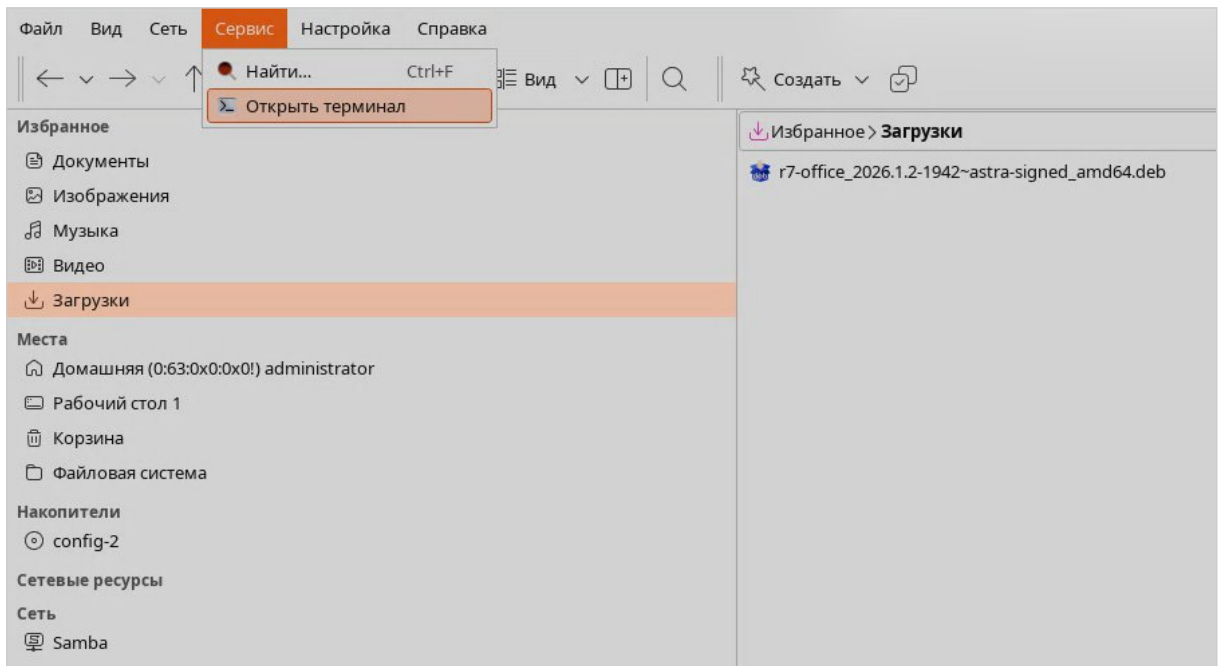 Файл Вид Сеть Сервис Настройка Справка
Найти... Ctrl+F
Вид
Создать
Открыть терминал
Избранное
Избранное > Загрузки
Документы
r7-office_2026.1.2-1942~astra-signed_amd64.deb
Изображения
Музыка
Видео
Загрузки
Места
Домашняя (0:63:0x0:0x0!) administrator
Рабочий стол 1
Корзина
Файловая система
Накопители
config-2
Сетевые ресурсы
Сеть
Samba